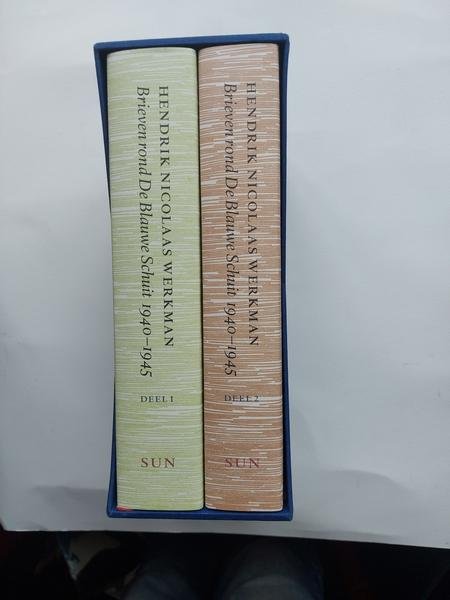 HENDRIK NICOLAAS WERKMAN
Brieven rond De Blauwe Schuit 1940–1945
DEEL 1
SUN
HENDRIK NICOLAAS WERKMAN
Brieven rond De Blauwe Schuit 1940–1945
DEEL 2
SUN